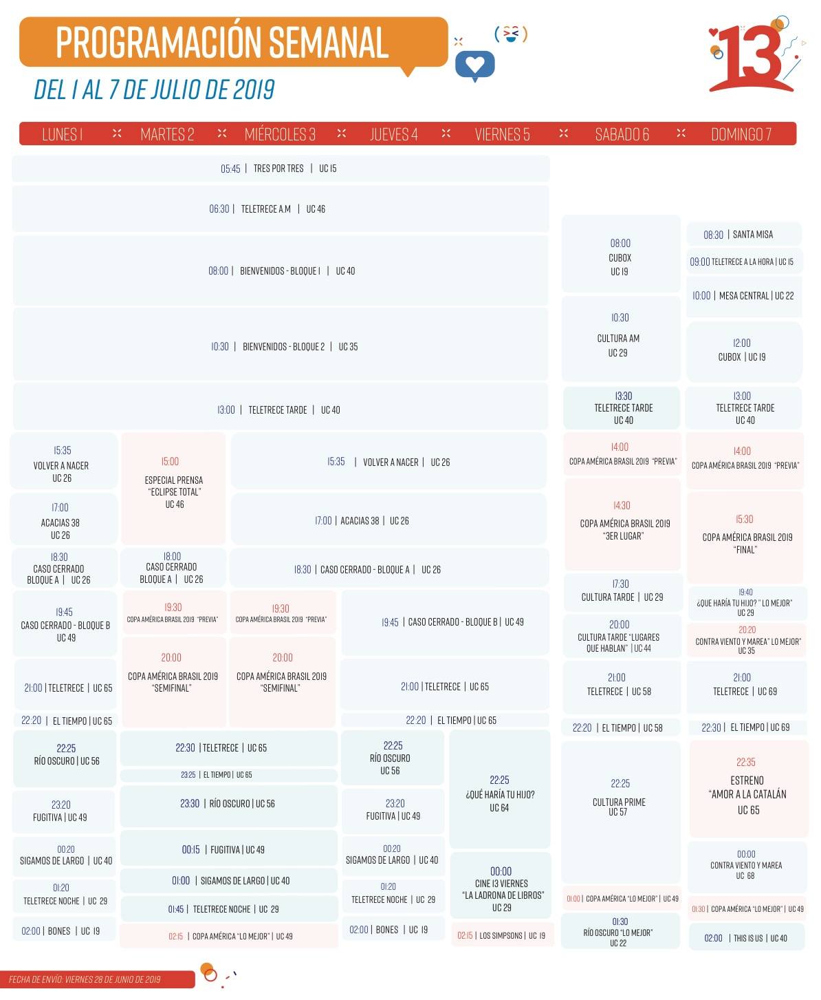 PROGRAMACIÓN SEMANAL
DEL 1 AL 7 DE JULIO DE 2019
13
LUNES 1
MARTES 2
MIÉRCOLES 3
JUEVES 4
VIERNES 5
SABADO 6
DOMINGO 7
05:45 | TRES POR TRES | UC 15
06:30 | TELETRECE A.M | UC 46
08:00 | BIENVENIDOS - BLOQUE 1 | UC 40
10:30 | BIENVENIDOS - BLOQUE 2 | UC 35
13:00 | TELETRECE TARDE | UC 40
15:35
VOLVER A NACER
UC 26
17:00
ACACIAS 38
UC 26
18:30
CASO CERRADO
BLOQUE A | UC 26
19:45
CASO CERRADO - BLOQUE B
UC 49
21:00 | TELETRECE | UC 65
22:20 | EL TIEMPO | UC 65
22:25
RÍO OSCURO | UC 56
23:20
FUGITIVA | UC 49
00:20
SIGAMOS DE LARGO | UC 40
01:20
TELETRECE NOCHE | UC 29
02:00 | BONES | UC 19
15:00
ESPECIAL PRENSA
“ECLIPSE TOTAL”
UC 46
18:00
CASO CERRADO
BLOQUE A | UC 26
19:30
COPA AMÉRICA BRASIL 2019 “PREVIA”
20:00
COPA AMÉRICA BRASIL 2019
“SEMIFINAL”
15:35 | VOLVER A NACER | UC 26
17:00 | ACACIAS 38 | UC 26
18:30 | CASO CERRADO - BLOQUE A | UC 26
19:30
COPA AMÉRICA BRASIL 2019 “PREVIA”
20:00
COPA AMÉRICA BRASIL 2019
“SEMIFINAL”
22:30 | TELETRECE | UC 65
23:25 | EL TIEMPO | UC 65
23:30 | RÍO OSCURO | UC 56
00:15 | FUGITIVA | UC 49
01:00 | SIGAMOS DE LARGO | UC 40
01:45 | TELETRECE NOCHE | UC 29
02:15 | COPA AMÉRICA “LO MEJOR” | UC 49
19:45 | CASO CERRADO - BLOQUE B | UC 49
21:00 | TELETRECE | UC 65
22:20 | EL TIEMPO | UC 65
22:25
RÍO OSCURO
UC 56
23:20
FUGITIVA | UC 49
00:20
SIGAMOS DE LARGO | UC 40
01:20
TELETRECE NOCHE | UC 29
02:00 | BONES | UC 19
22:25
¿QUÉ HARÍA TU HIJO?
UC 64
00:00
CINE 13 VIERNES
“LA LADRONA DE LIBROS”
UC 29
02:15 | LOS SIMPSONS | UC 19
08:00
CUBOX
UC 19
10:30
CULTURA AM
UC 29
13:30
TELETRECE TARDE
UC 40
14:00
COPA AMÉRICA BRASIL 2019 “PREVIA”
14:30
COPA AMÉRICA BRASIL 2019
“3ER LUGAR”
17:30
CULTURA TARDE | UC 29
20:00
CULTURA TARDE “LUGARES
QUE HABLAN” | UC 44
21:00
TELETRECE | UC 58
22:20 | EL TIEMPO | UC 58
22:25
CULTURA PRIME
UC 57
01:00 | COPA AMÉRICA “LO MEJOR” | UC 49
01:30
RÍO OSCURO “LO MEJOR”
UC 22
08:30 | SANTA MISA
09:00 TELETRECE A LA HORA | UC 15
10:00 | MESA CENTRAL | UC 22
12:00
CUBOX | UC 19
13:00
TELETRECE TARDE
UC 40
14:00
COPA AMÉRICA BRASIL 2019 “PREVIA”
15:30
COPA AMÉRICA BRASIL 2019
“FINAL”
19:40
¿QUE HARÍA TU HIJO? ” LO MEJOR”
UC 29
20:20
CONTRA VIENTO Y MAREA” LO MEJOR”
UC 35
21:00
TELETRECE | UC 69
22:30 | EL TIEMPO | UC 69
22:35
ESTRENO
“AMOR A LA CATALÁN
UC 65
00:00
CONTRA VIENTO Y MAREA
UC 68
01:30 | COPA AMÉRICA “LO MEJOR” | UC 49
02:00 | THIS IS US | UC 40
FECHA DE ENVÍO: VIERNES 28 DE JUNIO DE 2019